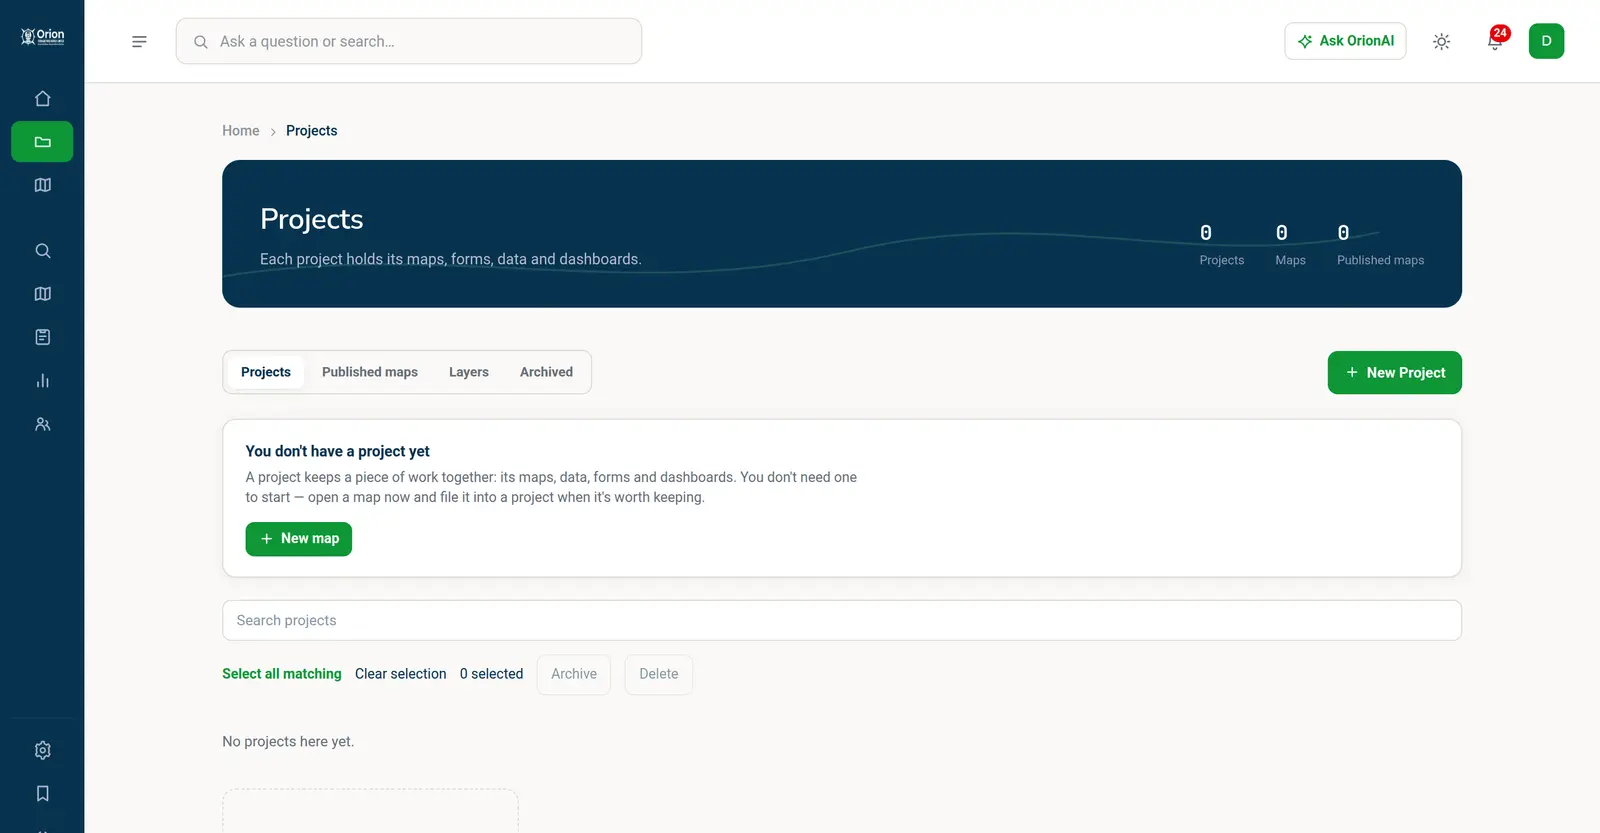 Orion
Ask a question or search...
Ask OrionAI
24
D
Home > Projects
Projects
Each project holds its maps, forms, data and dashboards.
0 0 0
Projects Maps Published maps
Projects Published maps Layers Archived
+ New Project
You don't have a project yet
A project keeps a piece of work together: its maps, data, forms and dashboards. You don't need one
to start — open a map now and file it into a project when it's worth keeping.
+ New map
Search projects
Select all matching Clear selection 0 selected Archive Delete
No projects here yet.